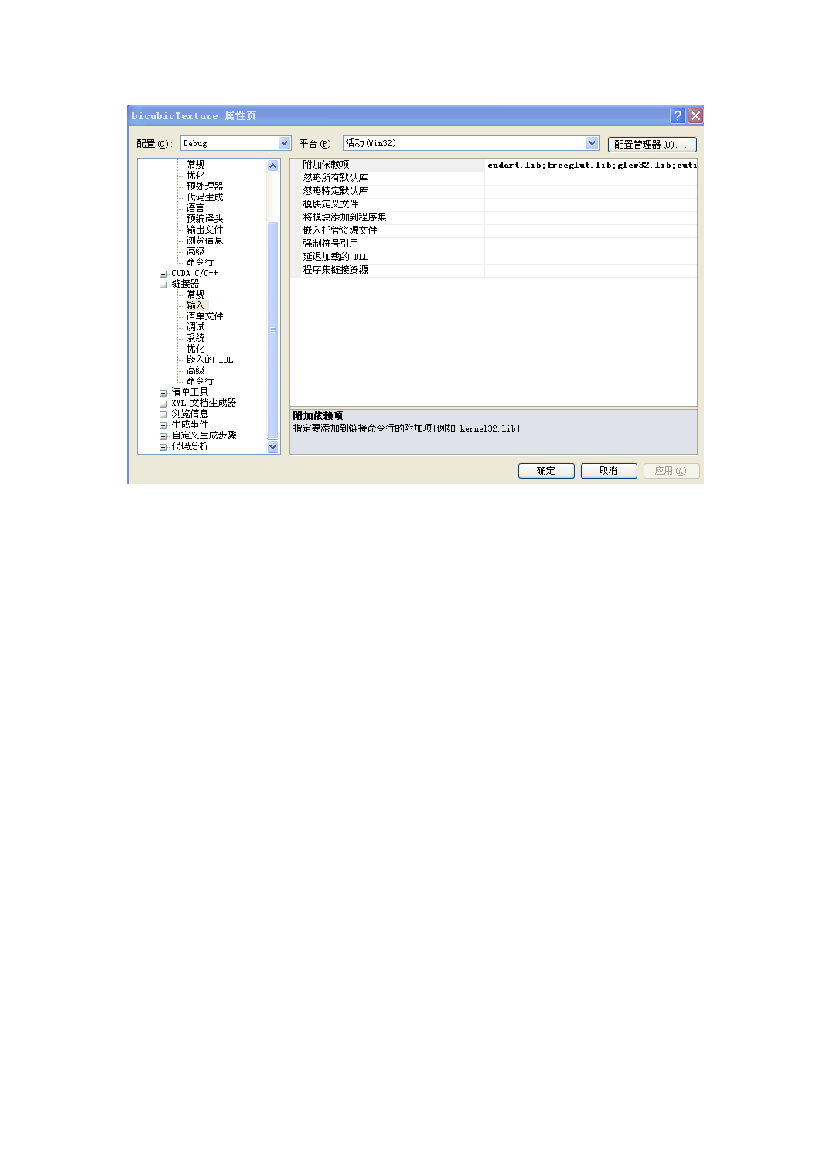 bicubicTexture 属性页
配置(C): Debug 平台(P): 活动(Win32) 配置管理器(O)...
常规
优化
预处理器
代码生成
语言
预编译头
输出文件
浏览信息
高级
命令行
CUDA C/C++
链接器
常规
输入
清单文件
调试
系统
优化
嵌入的 IDL
高级
命令行
清单工具
XML 文档生成器
浏览信息
生成事件
自定义生成步骤
代码分析
附加依赖项 cudart.lib;freeglut.lib;glew32.lib;cuti
忽略所有默认库
忽略特定默认库
模块定义文件
将模块添加到程序集
嵌入托管资源文件
强制符号引用
延迟加载的 DLL
程序集链接资源
附加依赖项
指定要添加到链接命令行的附加项(例如 kernel32.lib)
确定 取消 应用(A)